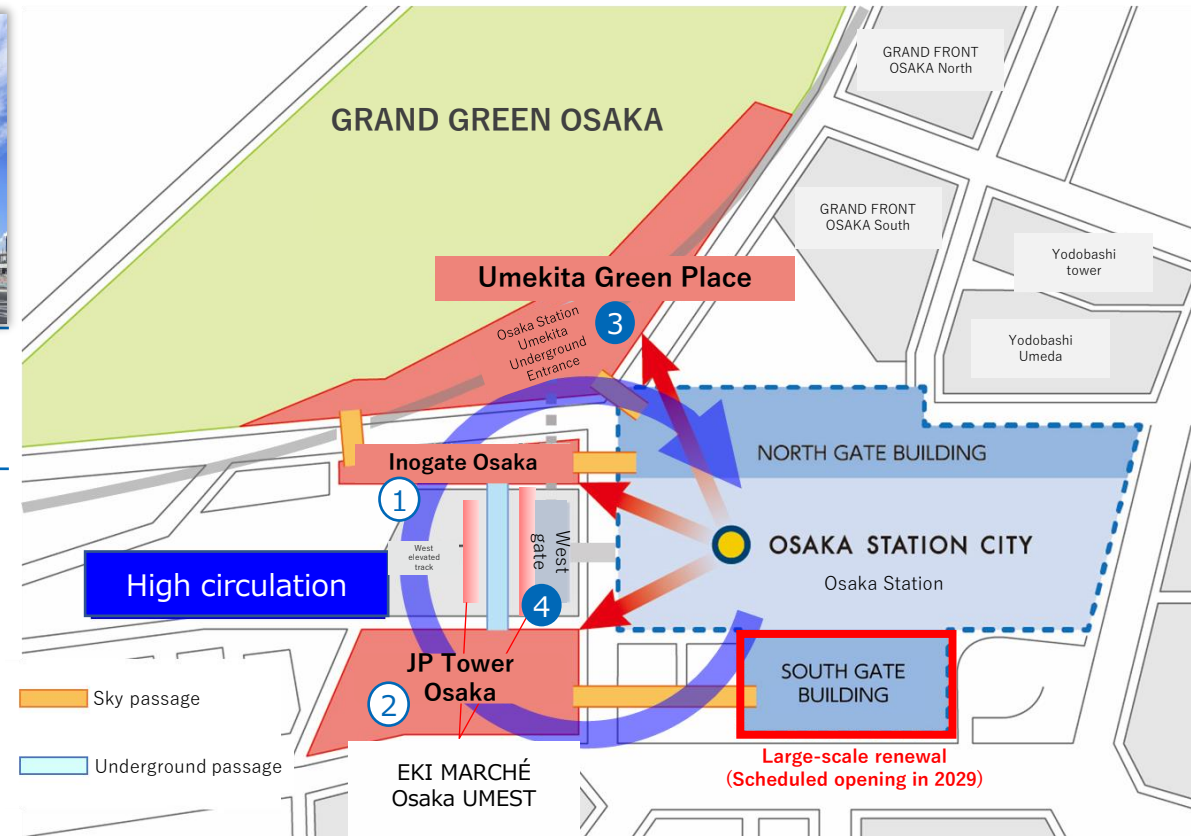 GRAND FRONT
OSAKA North
GRAND GREEN OSAKA
GRAND FRONT
OSAKA South
Yodobashi
tower
Umekita Green Place
Osaka Station
Umekita
Underground
Entrance
3
Yodobashi
Umeda
NORTH GATE BUILDING
Inogate Osaka
1
West
elevated
track
West
gate
OSAKA STATION CITY
Osaka Station
High circulation
4
JP Tower
Osaka
2
SOUTH GATE
BUILDING
Sky passage
Underground passage
EKI MARCHÉ
Osaka UMEST
Large-scale renewal
(Scheduled opening in 2029)